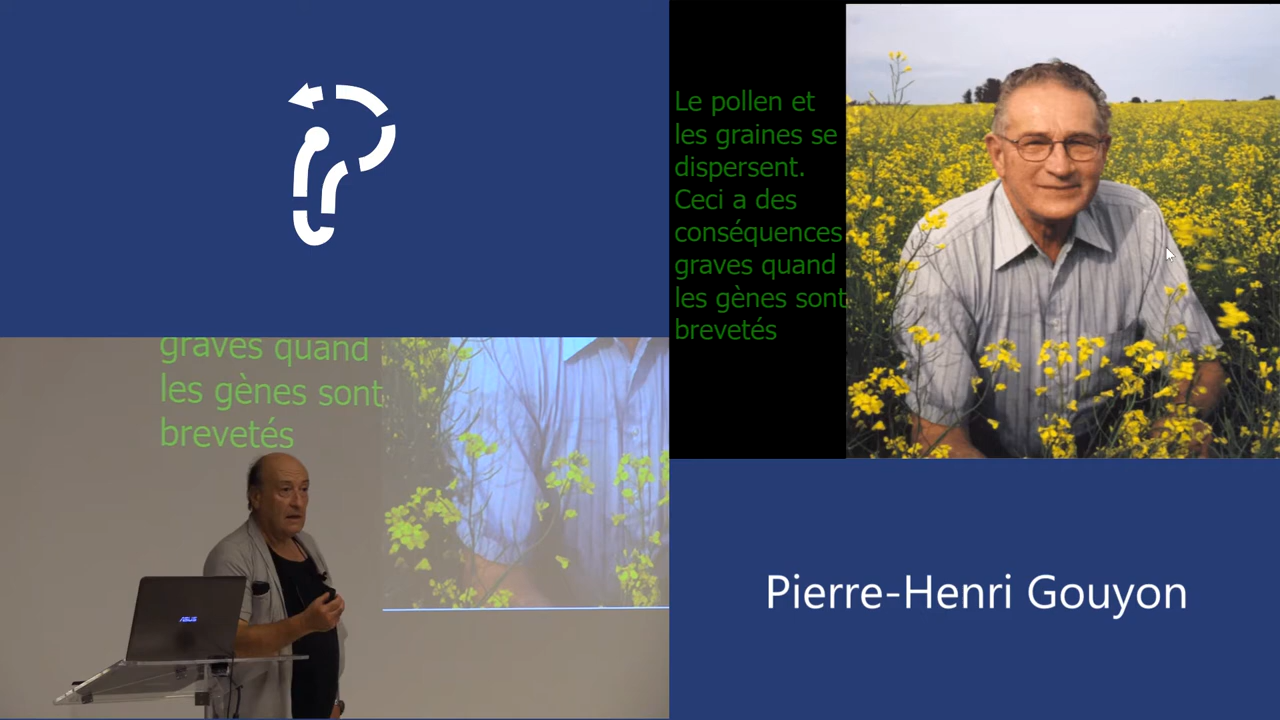 Le pollen et
les graines se
dispersent.
Ceci a des
conséquences
graves quand
les gènes sont
brevetés
graves quand
les gènes sont
brevetés
ASUS
Pierre-Henri Gouyon